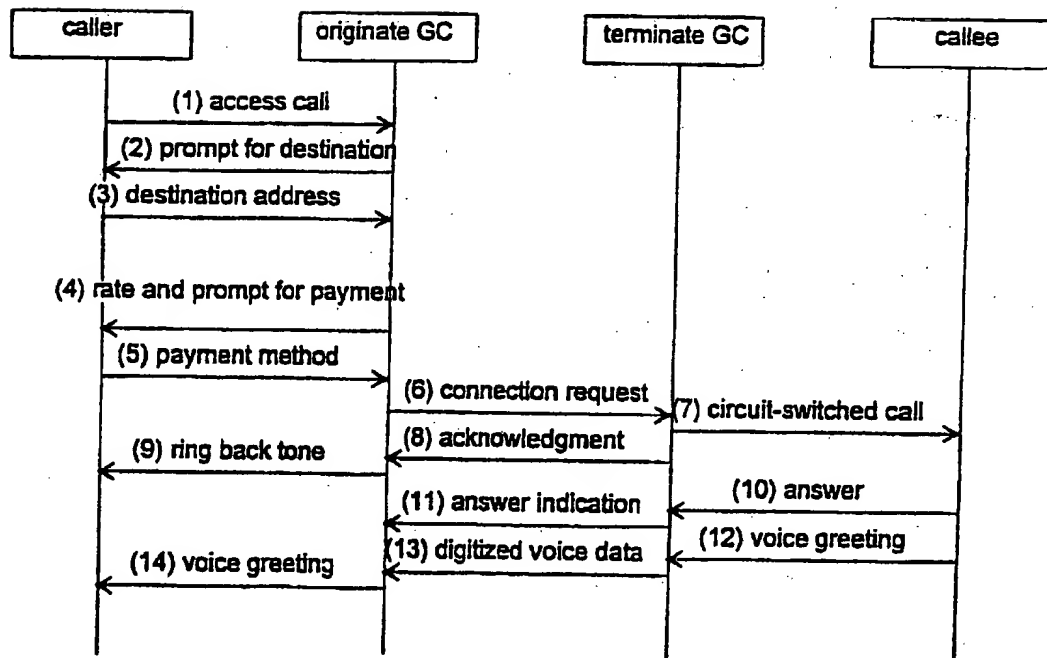 caller
originate GC
terminate GC
callee
(1) access call
(2) prompt for destination
(3) destination address
(4) rate and prompt for payment
(5) payment method
(6) connection request
(7) circuit-switched call
(8) acknowledgment
(9) ring back tone
(10) answer
(11) answer indication
(12) voice greeting
(13) digitized voice data
(14) voice greeting